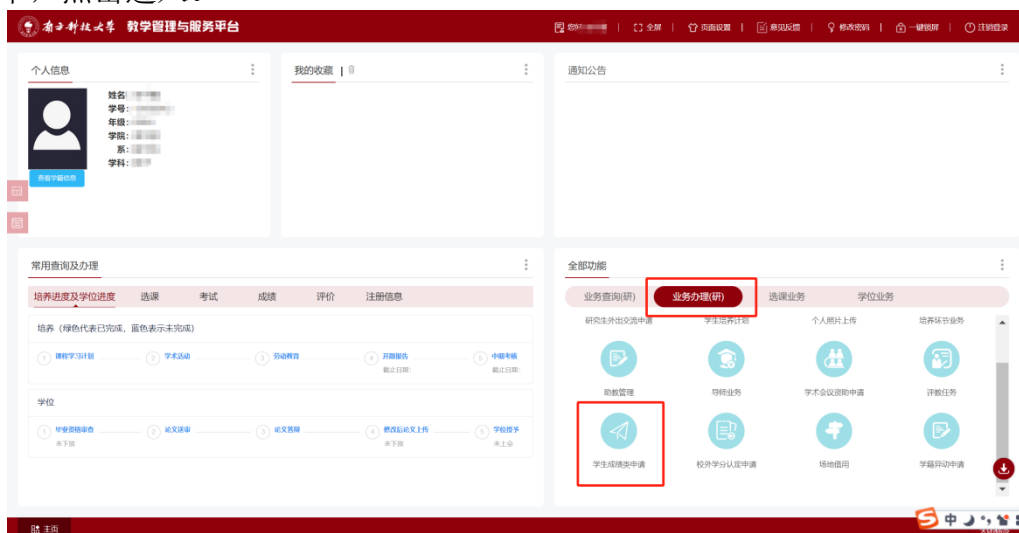 教学管理与服务平台
您好
全屏
页面设置
意见反馈
修改密码
一键锁屏
注销登录
个人信息
姓名
学号:
年级:
学院:
系:
学科:
查看学籍信息
我的收藏
通知公告
常用查询及办理
培养进度及学位进度 选课 考试 成绩 评价 注册信息
培养（绿色代表已完成，蓝色表示未完成）
1 课程学习计划 2 学术活动 3 劳动教育 4 开题报告 5 中期考核
截止日期: 截止日期:
学位
1 毕业资格审查 2 论文送审 3 论文答辩 4 修改后论文上传 5 学位授予
未下放 未下放 未上会
全部功能
业务查询(研) 业务办理(研) 选课业务 学位业务
研究生外出交流申请 学生培养计划 个人照片上传 培养环节业务
助教管理 导师业务 学术会议资助申请 评教任务
学生成绩类申请 校外学分认定申请 场地借用 学籍异动申请
主页
中